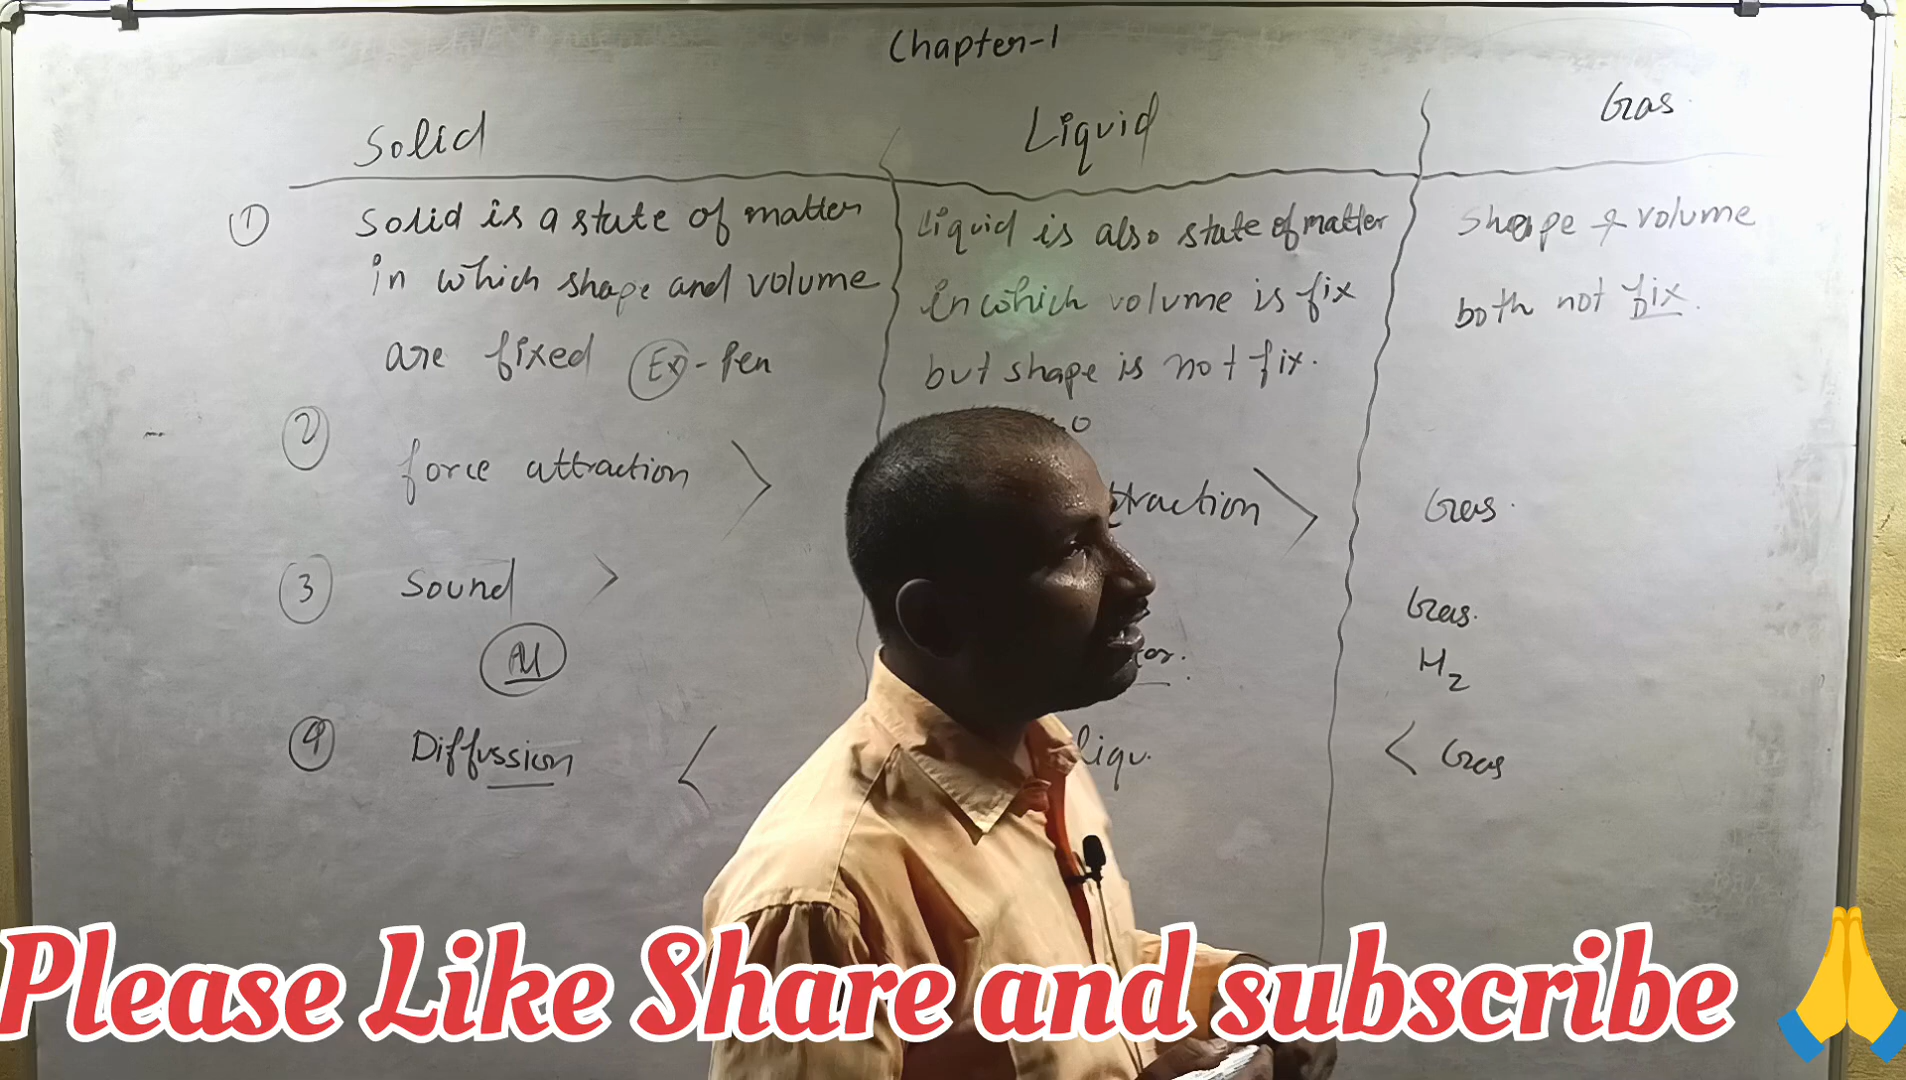 Chapter-1
Solid
Liquid
Gas
① Solid is a state of matter
in which shape and volume
are fixed Ex - Pen
Liquid is also state of matter
in which volume is fix
but shape is not fix.
Shape & volume
both not fix.
② force attraction >
traction >
Gas.
③ Sound >
Gas.
H2
④ Diffussion <
liqu.
< Gas
Please Like Share and subscribe 🙏